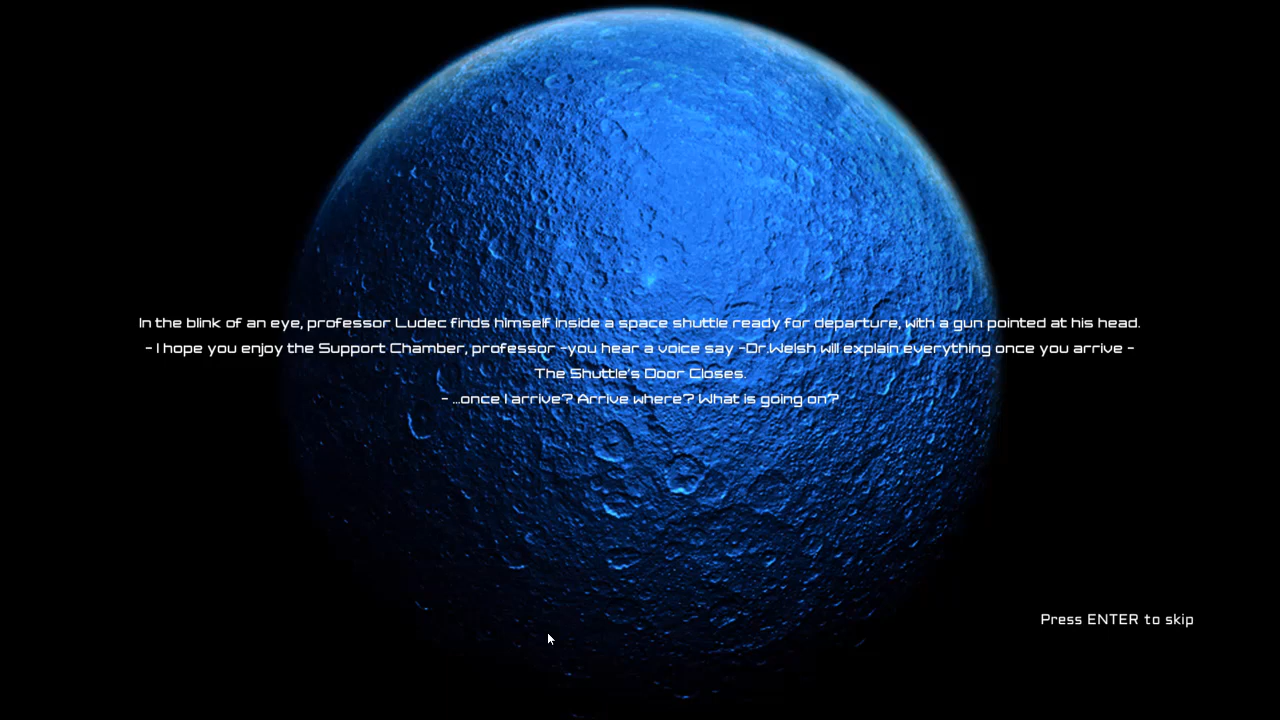 In the blink of an eye, professor Ludec finds himself inside a space shuttle ready for departure, with a gun pointed at his head.
- I hope you enjoy the Support Chamber, professor -you hear a voice say -Dr.Welsh will explain everything once you arrive -
The Shuttle's Door Closes.
- ...once I arrive? Arrive where? What is going on?
Press ENTER to skip